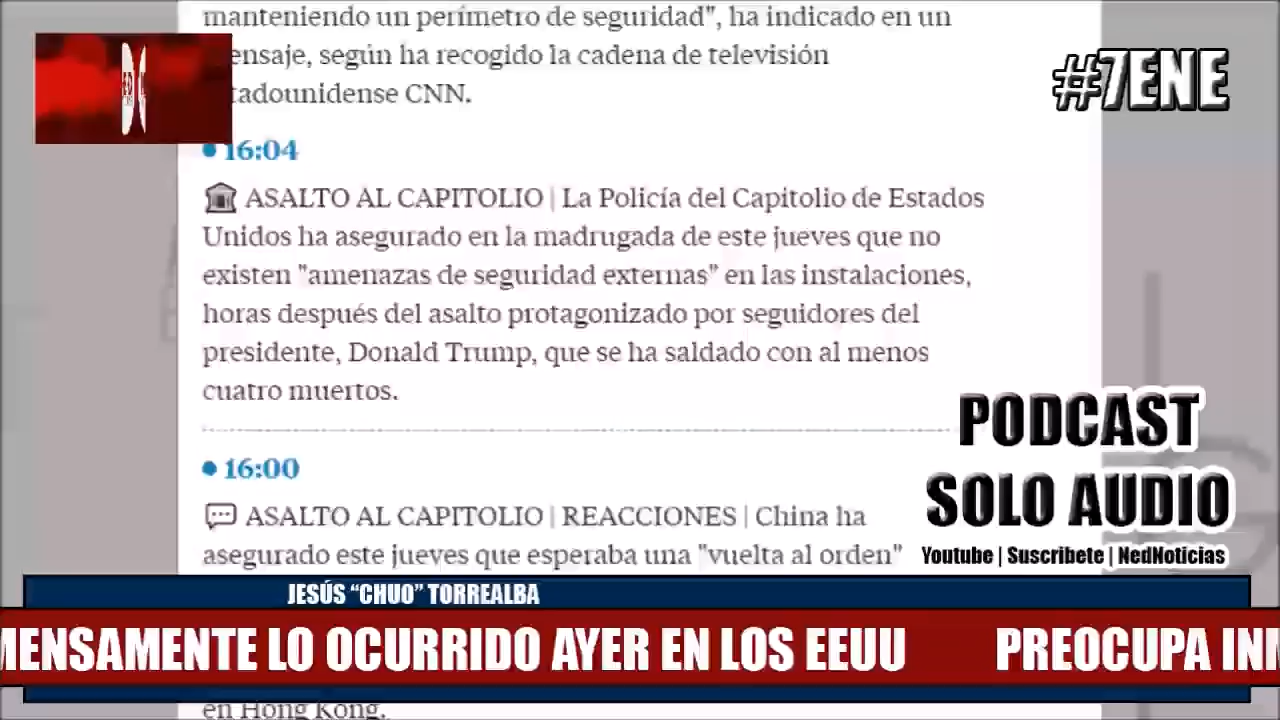 manteniendo un perímetro de seguridad", ha indicado en un
ensaje, según ha recogido la cadena de televisión
tadounidense CNN.
#7ENE
16:04
ASALTO AL CAPITOLIO | La Policía del Capitolio de Estados
Unidos ha asegurado en la madrugada de este jueves que no
existen "amenazas de seguridad externas" en las instalaciones,
horas después del asalto protagonizado por seguidores del
presidente, Donald Trump, que se ha saldado con al menos
cuatro muertos.
16:00
ASALTO AL CAPITOLIO | REACCIONES | China ha
asegurado este jueves que esperaba una "vuelta al orden"
PODCAST
SOLO AUDIO
Youtube | Suscribete | NedNoticias
JESÚS “CHUO” TORREALBA
MENSAMENTE LO OCURRIDO AYER EN LOS EEUU PREOCUPA INM
en Hong Kong.